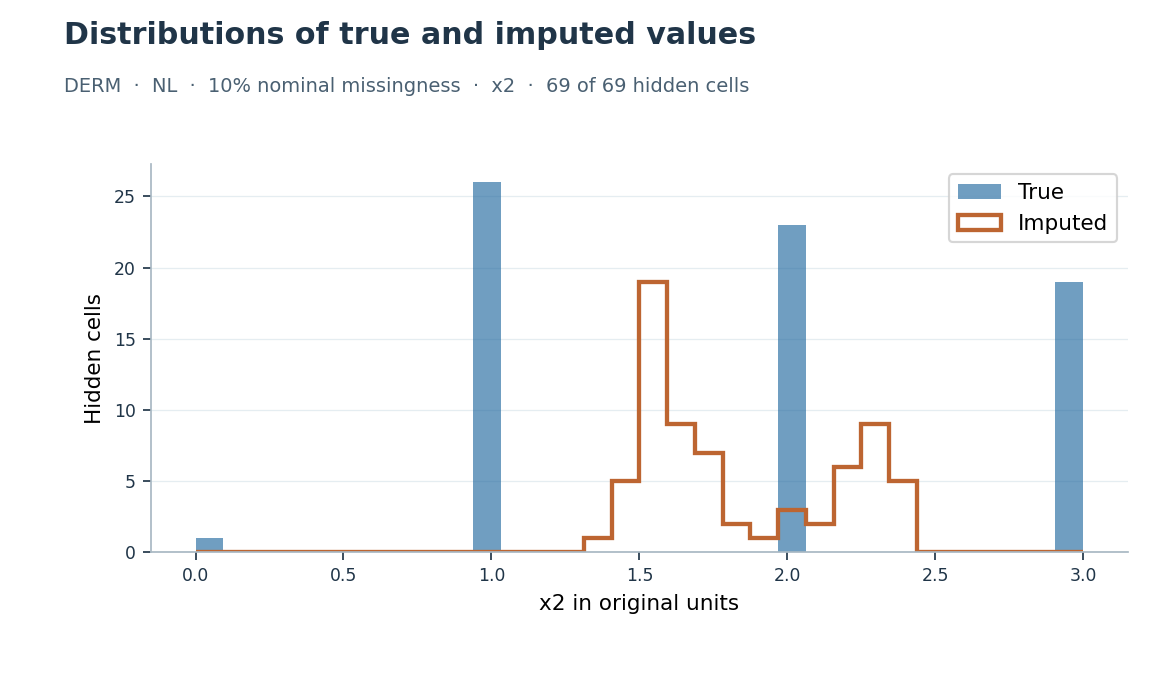 Distributions of true and imputed values
DERM · NL · 10% nominal missingness · x2 · 69 of 69 hidden cells
True
Imputed
Hidden cells
25
20
15
10
5
0
0.0
0.5
1.0
1.5
2.0
2.5
3.0
x2 in original units